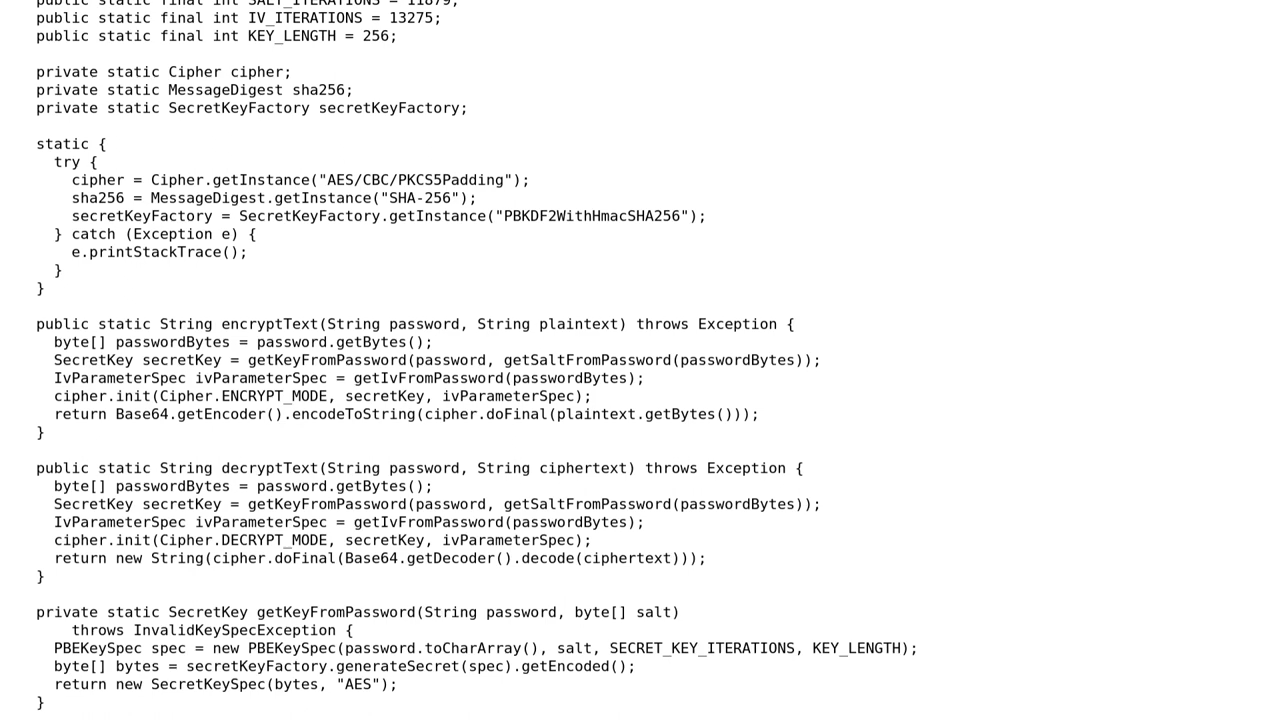 public static final int SALT_ITERATIONS = 11879;
public static final int IV_ITERATIONS = 13275;
public static final int KEY_LENGTH = 256;

private static Cipher cipher;
private static MessageDigest sha256;
private static SecretKeyFactory secretKeyFactory;

static {
  try {
    cipher = Cipher.getInstance("AES/CBC/PKCS5Padding");
    sha256 = MessageDigest.getInstance("SHA-256");
    secretKeyFactory = SecretKeyFactory.getInstance("PBKDF2WithHmacSHA256");
  } catch (Exception e) {
    e.printStackTrace();
  }
}

public static String encryptText(String password, String plaintext) throws Exception {
  byte[] passwordBytes = password.getBytes();
  SecretKey secretKey = getKeyFromPassword(password, getSaltFromPassword(passwordBytes));
  IvParameterSpec ivParameterSpec = getIvFromPassword(passwordBytes);
  cipher.init(Cipher.ENCRYPT_MODE, secretKey, ivParameterSpec);
  return Base64.getEncoder().encodeToString(cipher.doFinal(plaintext.getBytes()));
}

public static String decryptText(String password, String ciphertext) throws Exception {
  byte[] passwordBytes = password.getBytes();
  SecretKey secretKey = getKeyFromPassword(password, getSaltFromPassword(passwordBytes));
  IvParameterSpec ivParameterSpec = getIvFromPassword(passwordBytes);
  cipher.init(Cipher.DECRYPT_MODE, secretKey, ivParameterSpec);
  return new String(cipher.doFinal(Base64.getDecoder().decode(ciphertext)));
}

private static SecretKey getKeyFromPassword(String password, byte[] salt)
    throws InvalidKeySpecException {
  PBEKeySpec spec = new PBEKeySpec(password.toCharArray(), salt, SECRET_KEY_ITERATIONS, KEY_LENGTH);
  byte[] bytes = secretKeyFactory.generateSecret(spec).getEncoded();
  return new SecretKeySpec(bytes, "AES");
}